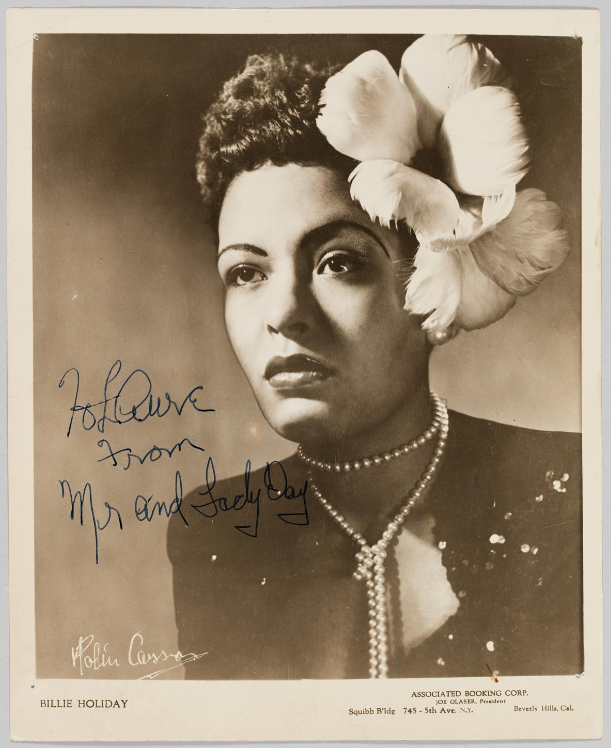 From
Mr and Lady Day
Robin Carson
BILLIE HOLIDAY
ASSOCIATED BOOKING CORP.
JOE GLASER, President
Squibb B'ldg 745 - 5th Ave. N.Y. Beverly Hills, Cal.